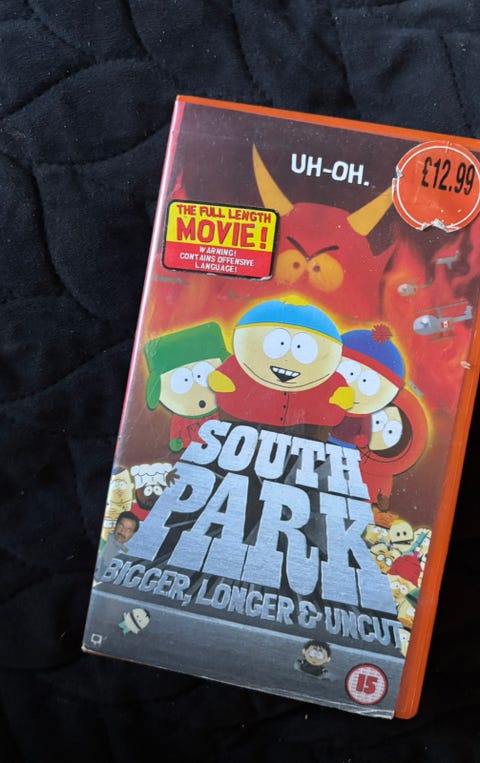 UH-OH.
£12.99
THE FULL LENGTH
MOVIE!
WARNING!
CONTAINS OFFENSIVE
LANGUAGE!
SOUTH
PARK
BIGGER, LONGER & UNCUT
15